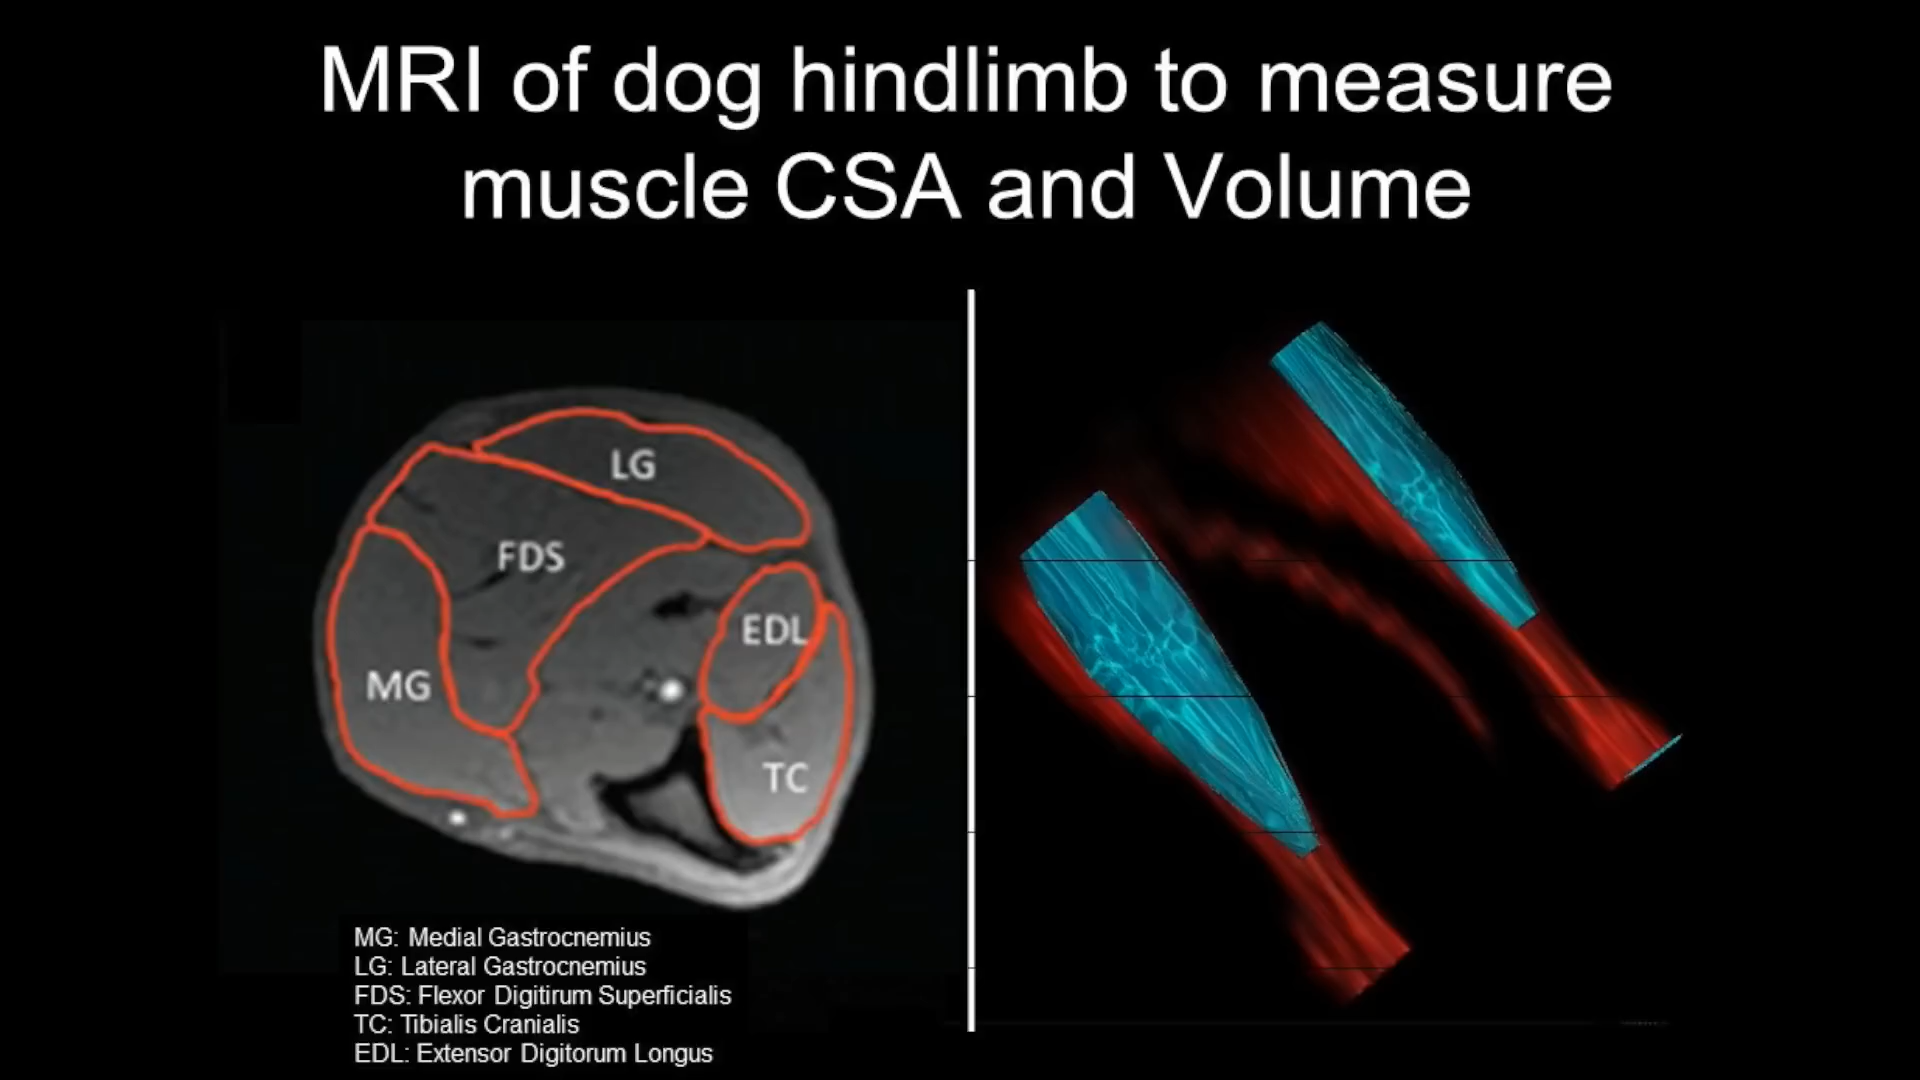 MRI of dog hindlimb to measure
muscle CSA and Volume
LG
FDS
EDL
MG
TC
MG: Medial Gastrocnemius
LG: Lateral Gastrocnemius
FDS: Flexor Digitirum Superficialis
TC: Tibialis Cranialis
EDL: Extensor Digitorum Longus